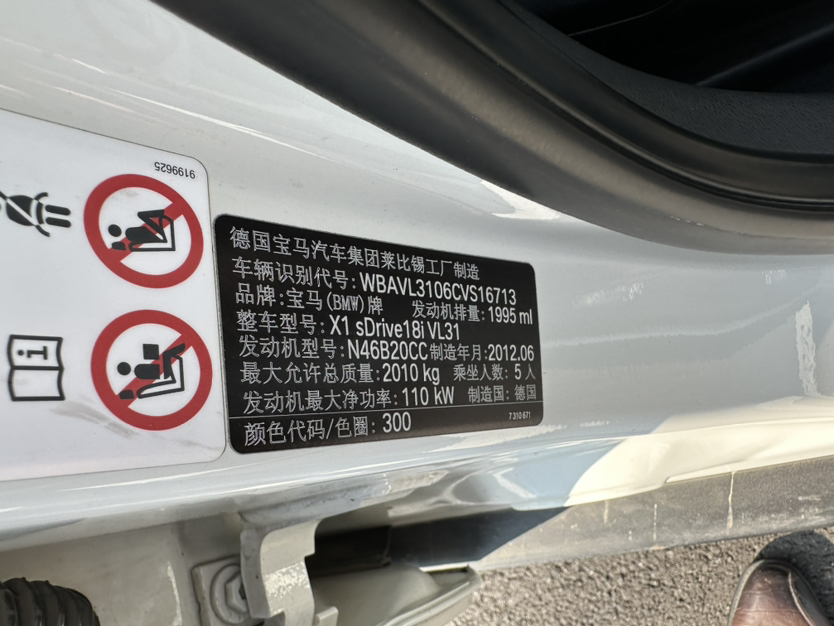 9199625
德国宝马汽车集团莱比锡工厂制造
车辆识别代号: WBAVL3106CVS16713
品牌: 宝马(BMW)牌 发动机排量: 1995 ml
整车型号: X1 sDrive18i VL31
发动机型号: N46B20CC 制造年月: 2012.06
最大允许总质量: 2010 kg 乘坐人数: 5 人
发动机最大净功率: 110 kW 制造国: 德国
7 310 671
颜色代码/色圈: 300